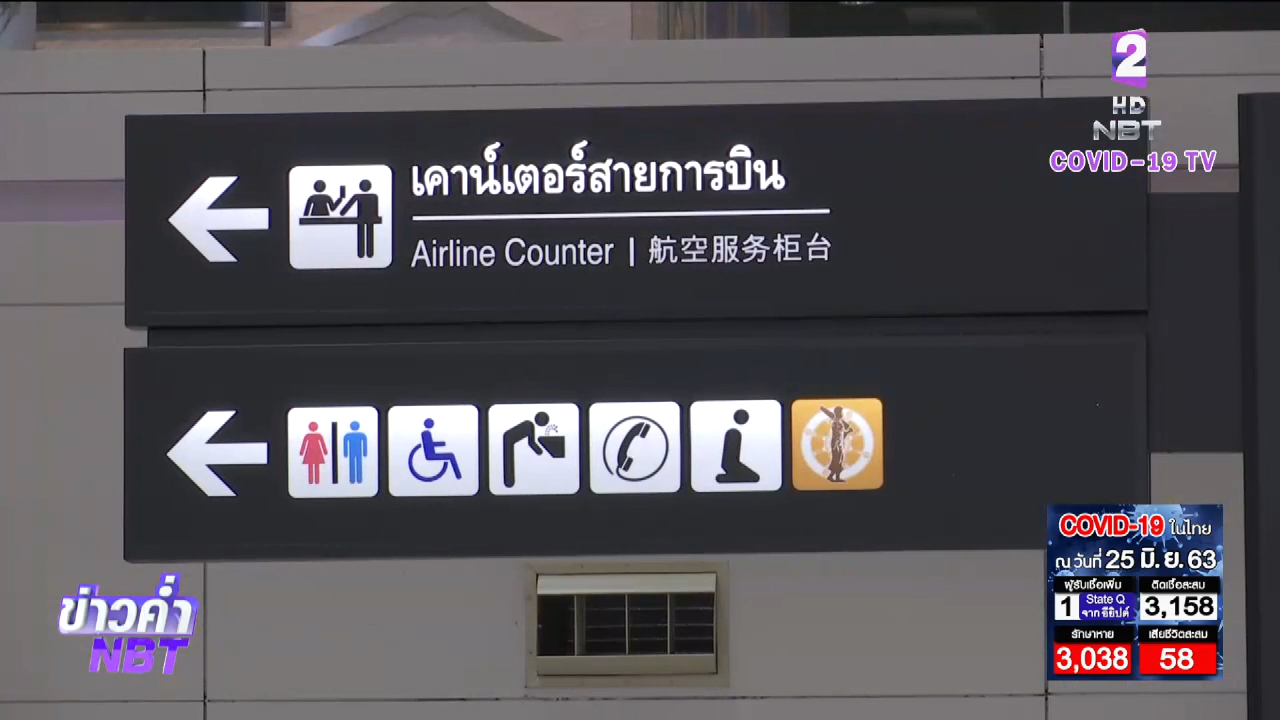 2
HD
NBT
COVID-19 TV
เคาน์เตอร์สายการบิน
Airline Counter | 航空服务柜台
COVID-19 ในไทย
ณ วันที่ 25 มิ.ย. 63
ผู้รับเชื้อเพิ่ม
1 State Q จาก อียิปต์
ติดเชื้อสะสม
3,158
รักษาหาย
3,038
เสียชีวิตสะสม
58
ข่าวค่ำ
NBT